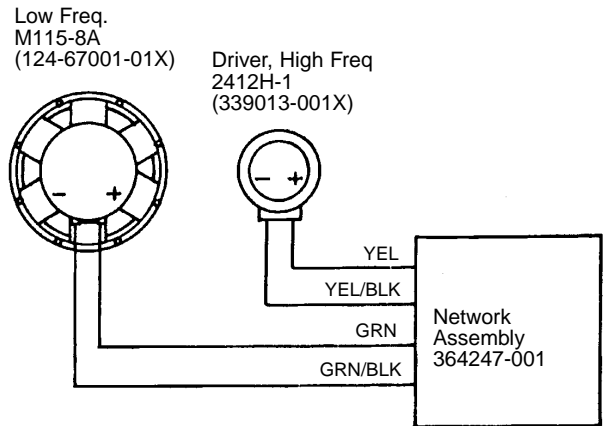 Low Freq.
M115-8A
(124-67001-01X)
Driver, High Freq
2412H-1
(339013-001X)
- +
- +
YEL
YEL/BLK
GRN
GRN/BLK
Network
Assembly
364247-001